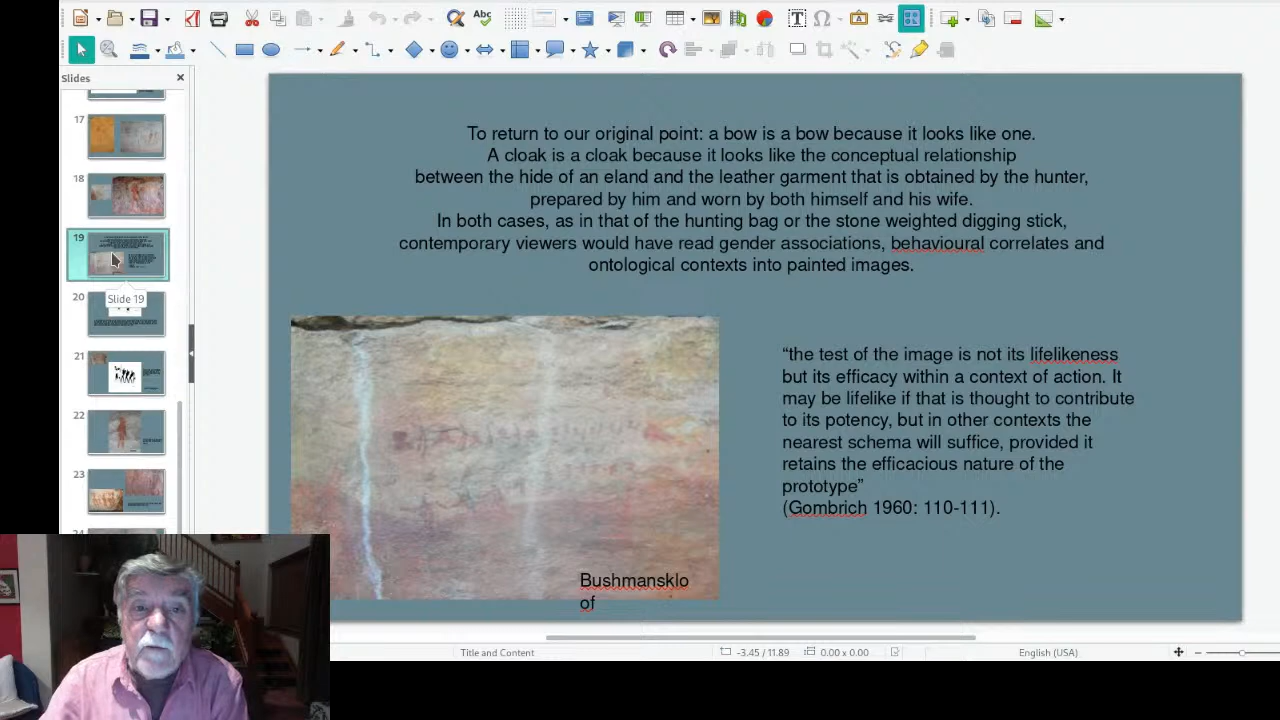 Abc
Slides
17
18
19
Slide 19
20
21
22
23
To return to our original point: a bow is a bow because it looks like one.
A cloak is a cloak because it looks like the conceptual relationship
between the hide of an eland and the leather garment that is obtained by the hunter,
prepared by him and worn by both himself and his wife.
In both cases, as in that of the hunting bag or the stone weighted digging stick,
contemporary viewers would have read gender associations, behavioural correlates and
ontological contexts into painted images.
“the test of the image is not its lifelikeness
but its efficacy within a context of action. It
may be lifelike if that is thought to contribute
to its potency, but in other contexts the
nearest schema will suffice, provided it
retains the efficacious nature of the
prototype”
(Gombrich 1960: 110-111).
Bushmansklo
of
Title and Content
-3.45 / 11.89
0.00 x 0.00
English (USA)